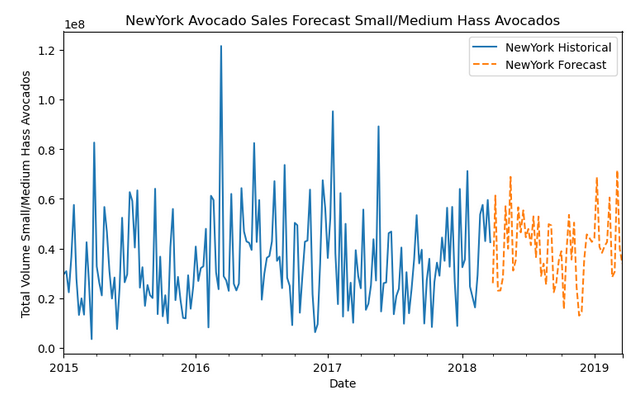 NewYork Avocado Sales Forecast Small/Medium Hass Avocados
1e8
NewYork Historical
NewYork Forecast
Total Volume Small/Medium Hass Avocados
1.2
1.0
0.8
0.6
0.4
0.2
0.0
2015
2016
2017
2018
2019
Date